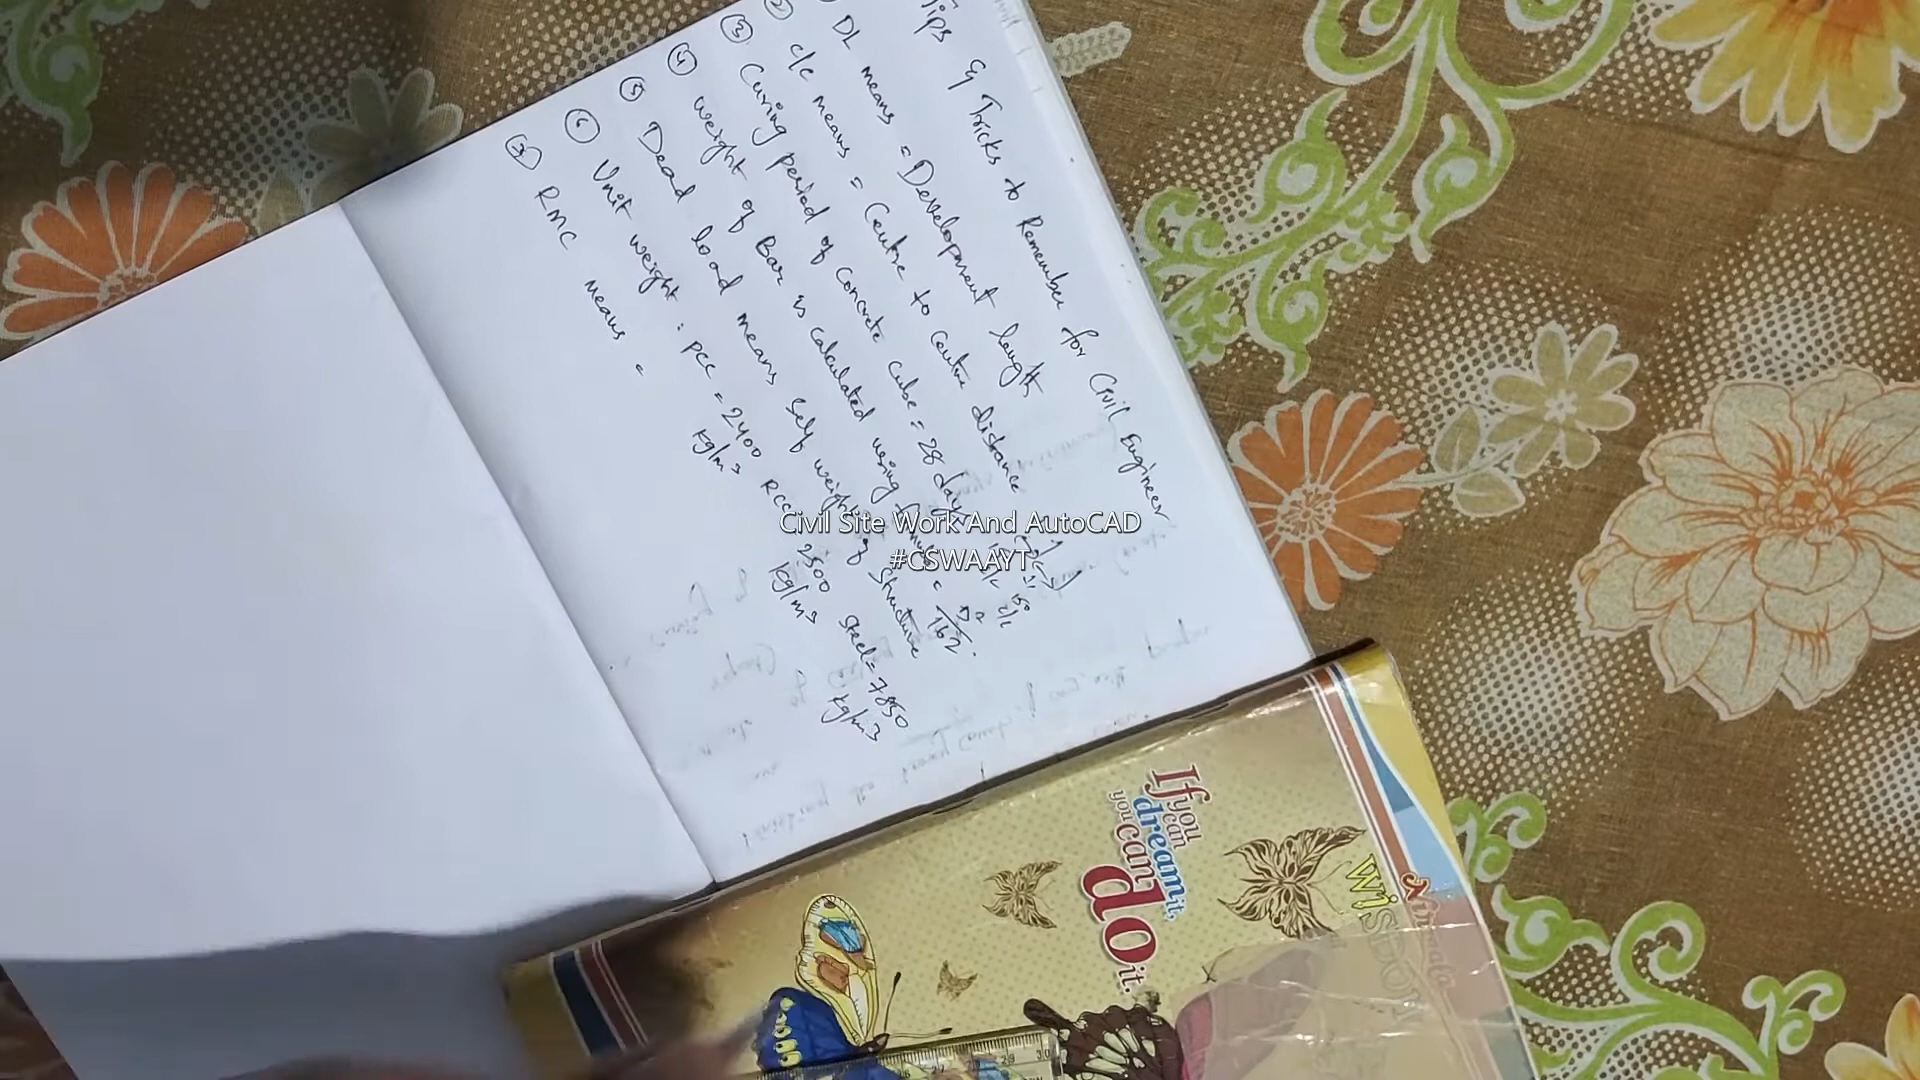 Tips & Tricks to Remember for Civil Engineer
DL means = Development length
② c/c means = Centre to Centre distance
150 c/c
③ Curing period of Concrete cube = 28 days
④ weight of Bar is calculated using formula = D²/162.
⑤ Dead load means self weight of structure
⑥ Unit weight : PCC = 2400 kg/m3 RCC = 2500 kg/m3 Steel = 7850 kg/m3
⑦ RMC means =
Civil Site Work And AutoCAD
#CSWAAYT
If you
can
dream it,
you can
do it.
WISDOM